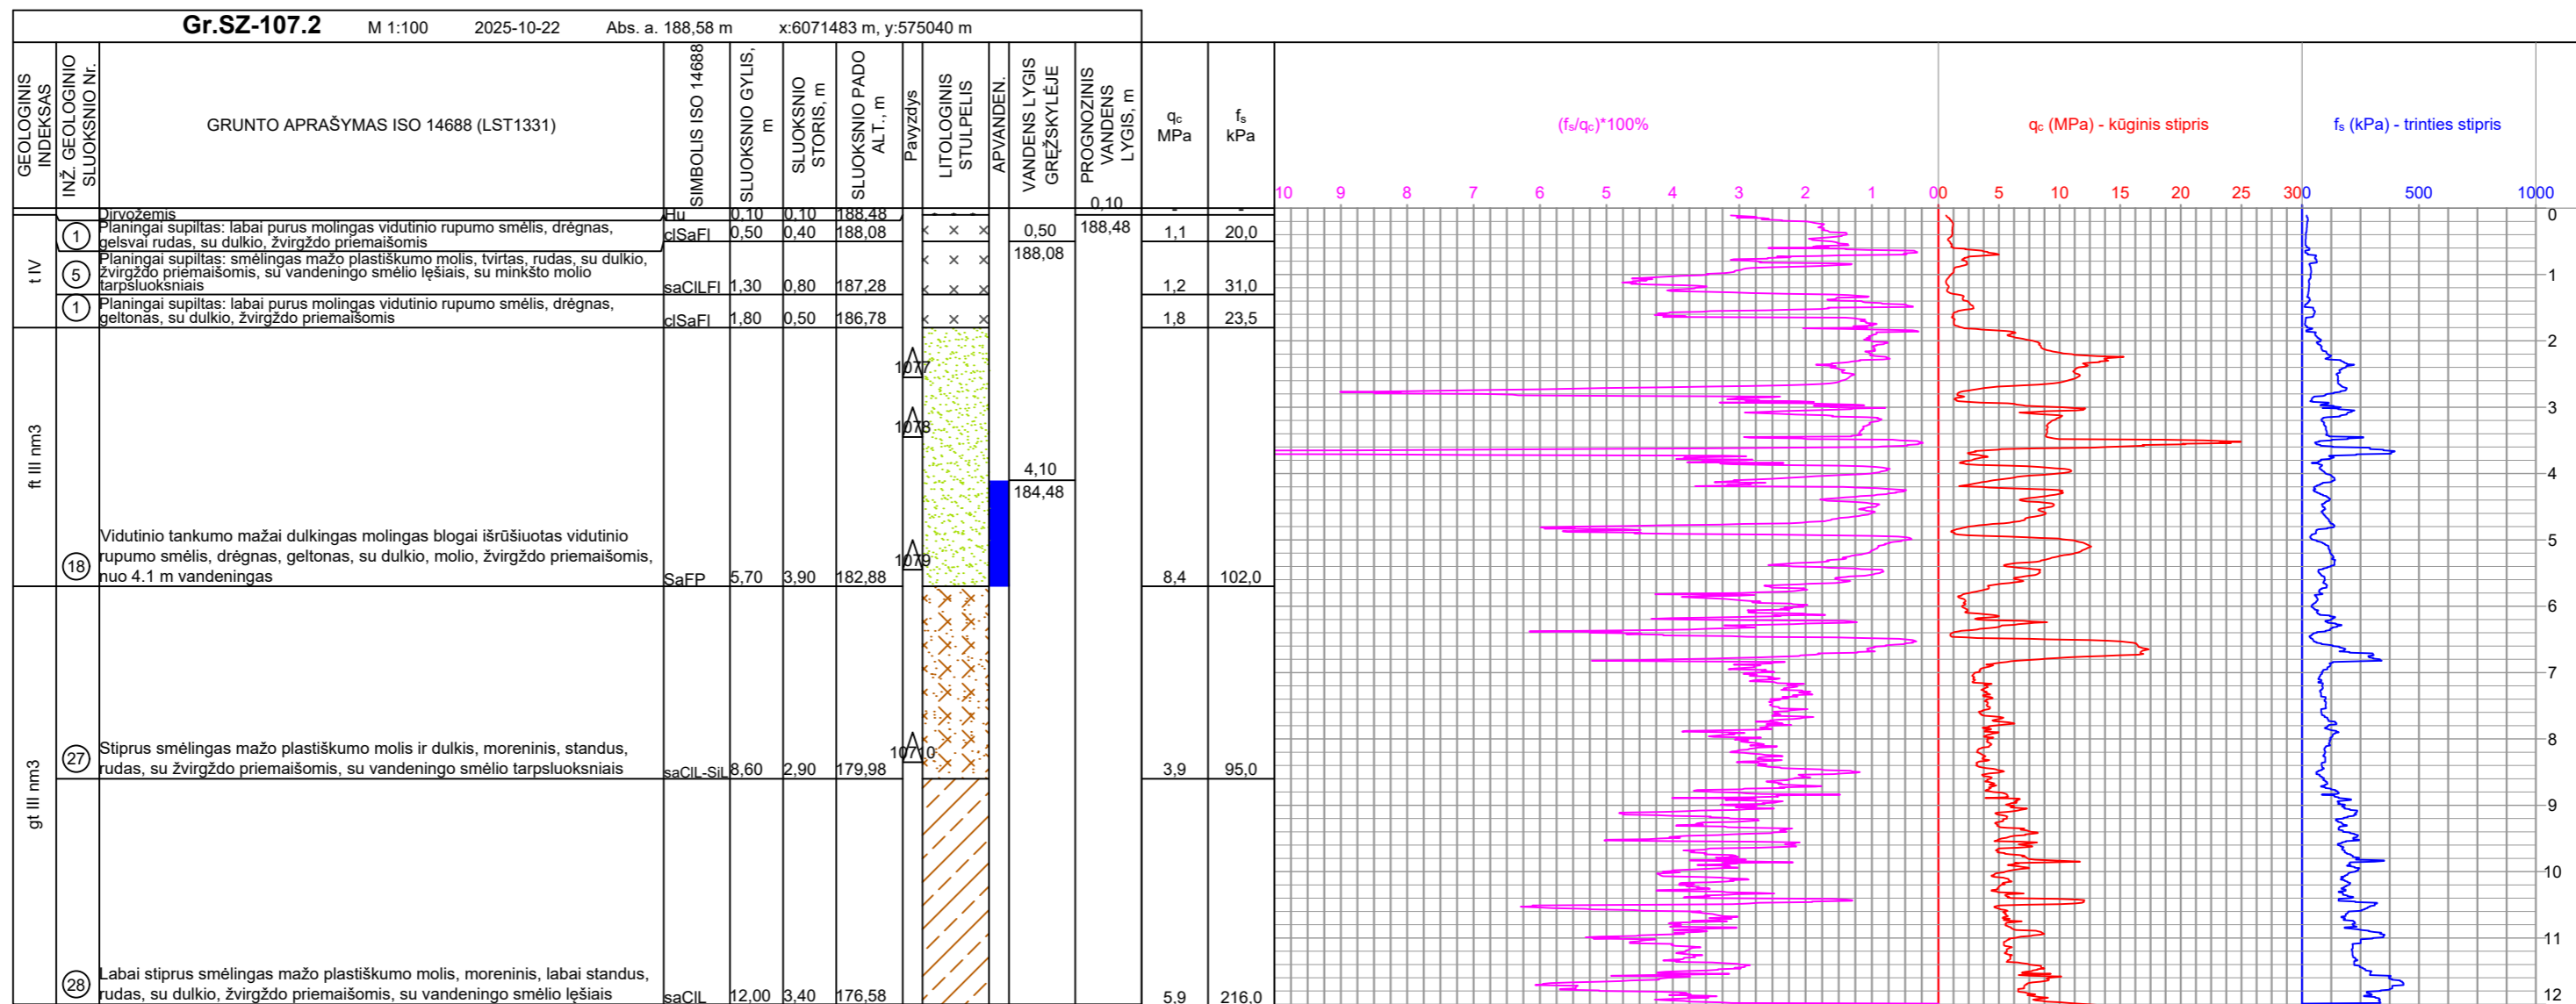 Gr.SZ-107.2 M 1:100 2025-10-22 Abs. a. 188,58 m x:6071483 m, y:575040 m
GEOLOGINIS INDEKSAS
INŽ. GEOLOGINIO SLUOKSNIO Nr.
GRUNTO APRAŠYMAS ISO 14688 (LST1331)
SIMBOLIS ISO 14688
SLUOKSNIO GYLIS, m
SLUOKSNIO STORIS, m
SLUOKSNIO PADO ALT., m
Pavyzdys
LITOLOGINIS STULPELIS
APVANDEN.
VANDENS LYGIS GRĘŽSKYLĖJE
PROGNOZINIS VANDENS LYGIS, m
qc MPa
fs kPa
(fs/qc)*100%
qc (MPa) - kūginis stipris
fs (kPa) - trinties stipris
10 9 8 7 6 5 4 3 2 1 0
0 5 10 15 20 25 30
0 500 1000
0,10
188,48
Dirvožemis Hu 0,10 0,10 188,48 - -
t IV
1 Planingai supiltas: labai purus molingas vidutinio rupumo smėlis, drėgnas,
gelsvai rudas, su dulkio, žvirgždo priemaišomis clSaFl 0,50 0,40 188,08 1,1 20,0
0,50
188,08
5 Planingai supiltas: smėlingas mažo plastiškumo molis, tvirtas, rudas, su dulkio,
žvirgždo priemaišomis, su vandeningo smėlio lęšiais, su minkšto molio
tarpsluoksniais saClLFl 1,30 0,80 187,28 1,2 31,0
1 Planingai supiltas: labai purus molingas vidutinio rupumo smėlis, drėgnas,
geltonas, su dulkio, žvirgždo priemaišomis clSaFl 1,80 0,50 186,78 1,8 23,5
ft III nm3
1077
1078
4,10
184,48
1079
18 Vidutinio tankumo mažai dulkingas molingas blogai išrūšiuotas vidutinio
rupumo smėlis, drėgnas, geltonas, su dulkio, molio, žvirgždo priemaišomis,
nuo 4.1 m vandeningas SaFP 5,70 3,90 182,88 8,4 102,0
gt III nm3
10710
27 Stiprus smėlingas mažo plastiškumo molis ir dulkis, moreninis, standus,
rudas, su žvirgždo priemaišomis, su vandeningo smėlio tarpsluoksniais saClL-SiL 8,60 2,90 179,98 3,9 95,0
28 Labai stiprus smėlingas mažo plastiškumo molis, moreninis, labai standus,
rudas, su dulkio, žvirgždo priemaišomis, su vandeningo smėlio lęšiais saClL 12,00 3,40 176,58 5,9 216,0
0
1
2
3
4
5
6
7
8
9
10
11
12